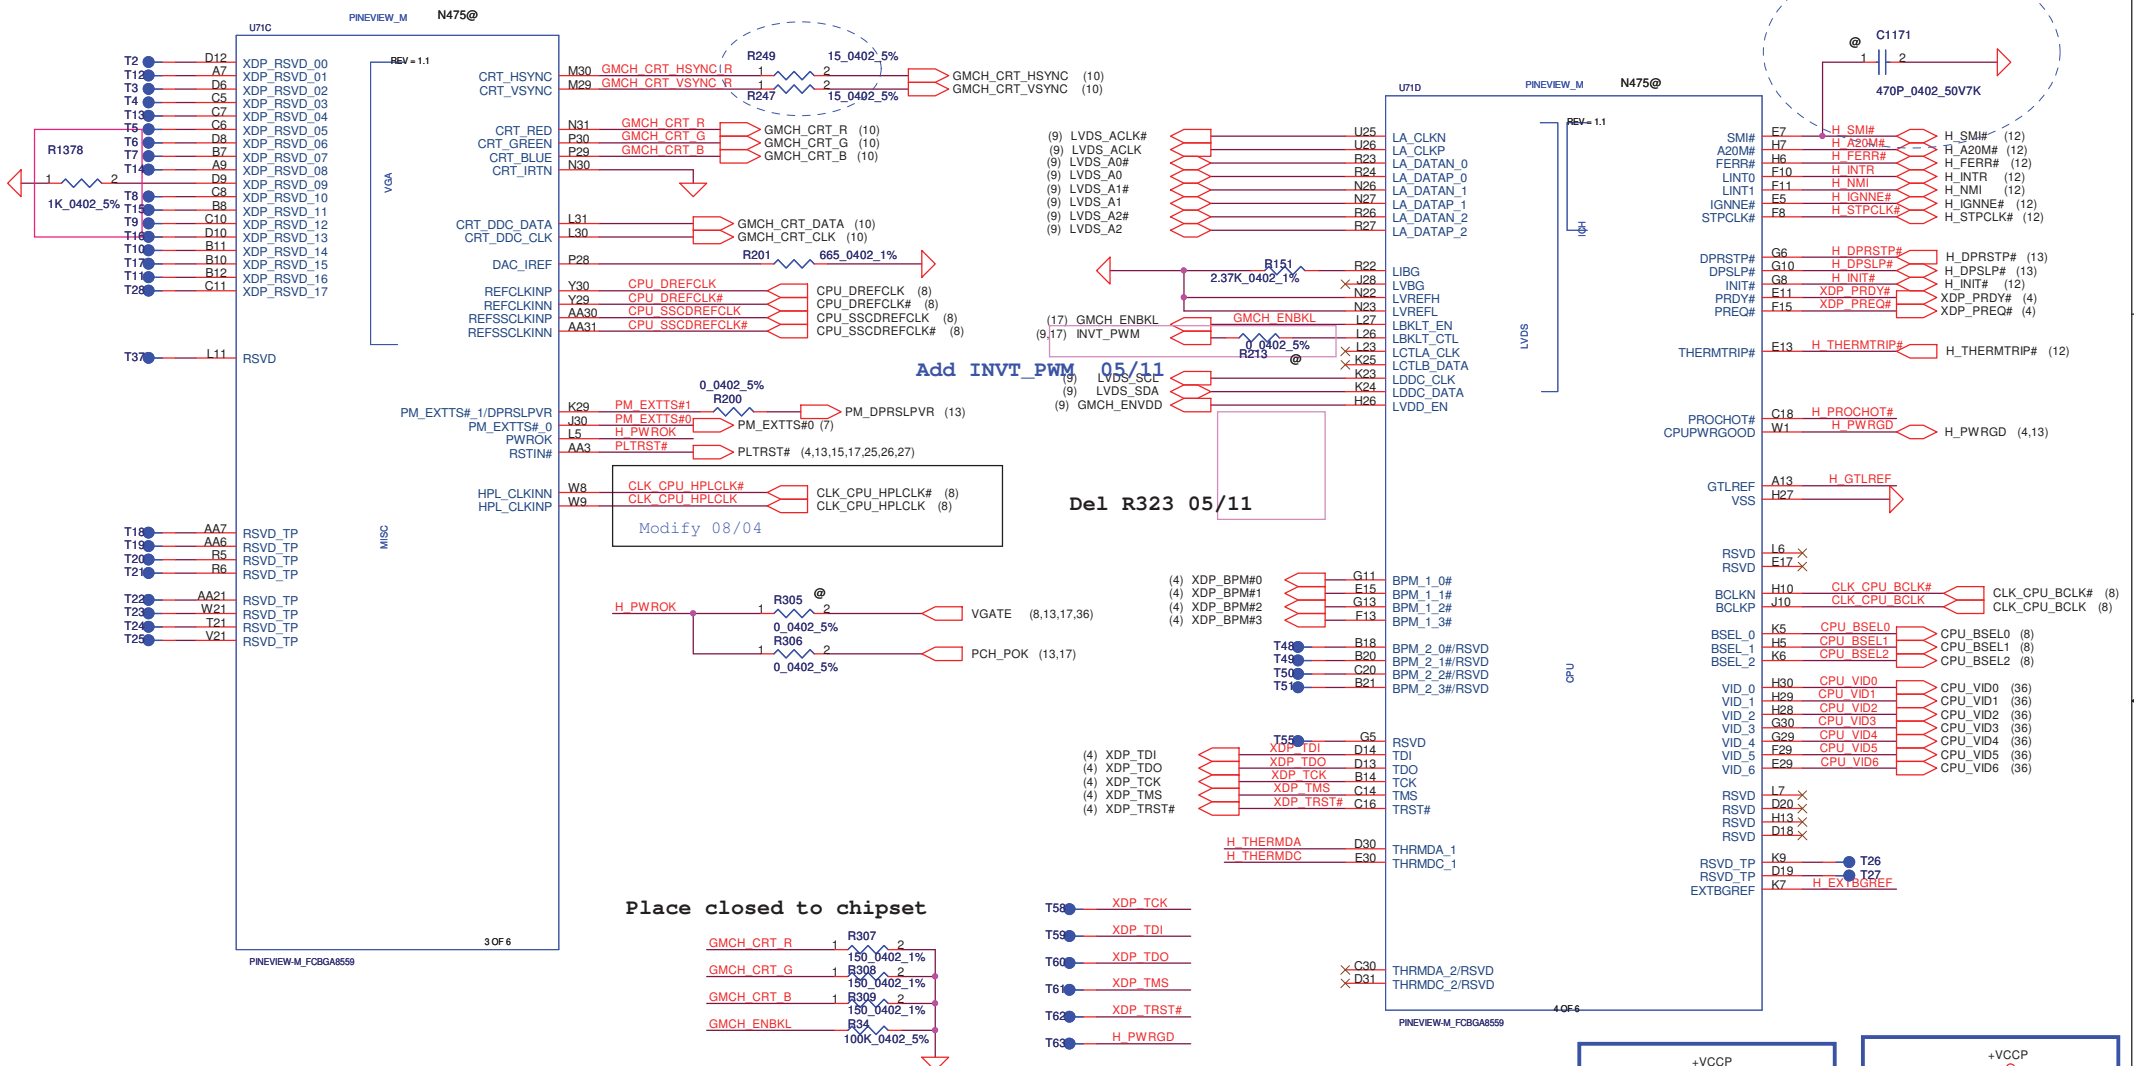 PINEVIEW_M N475@
U71C
REV = 1.1
T2 D12 XDP_RSVD_00
T12 A7 XDP_RSVD_01
T3 D6 XDP_RSVD_02
T4 C5 XDP_RSVD_03
T13 C7 XDP_RSVD_04
T5 C6 XDP_RSVD_05
T6 D8 XDP_RSVD_06
T7 B7 XDP_RSVD_07
T14 A9 XDP_RSVD_08
R1378 1 2 1K_0402_5% D9 XDP_RSVD_09
T8 C8 XDP_RSVD_10
T15 B8 XDP_RSVD_11
T9 C10 XDP_RSVD_12
T16 D10 XDP_RSVD_13
T10 B11 XDP_RSVD_14
T17 B10 XDP_RSVD_15
T11 B12 XDP_RSVD_16
T28 C11 XDP_RSVD_17
T37 L11 RSVD
T18 AA7 RSVD_TP
T19 AA6 RSVD_TP
T20 R5 RSVD_TP
T21 R6 RSVD_TP
T22 AA21 RSVD_TP
T23 W21 RSVD_TP
T24 T21 RSVD_TP
T25 V21 RSVD_TP
VGA
MISC
CRT_HSYNC M30 GMCH_CRT_HSYNC_R R249 1 2 15_0402_5% GMCH_CRT_HSYNC (10)
CRT_VSYNC M29 GMCH_CRT_VSYNC_R R247 1 2 15_0402_5% GMCH_CRT_VSYNC (10)
CRT_RED N31 GMCH_CRT_R GMCH_CRT_R (10)
CRT_GREEN P30 GMCH_CRT_G GMCH_CRT_G (10)
CRT_BLUE P29 GMCH_CRT_B GMCH_CRT_B (10)
CRT_IRTN N30
CRT_DDC_DATA L31 GMCH_CRT_DATA (10)
CRT_DDC_CLK L30 GMCH_CRT_CLK (10)
DAC_IREF P28 R201 665_0402_1%
REFCLKINP Y30 CPU_DREFCLK CPU_DREFCLK (8)
REFCLKINN Y29 CPU_DREFCLK# CPU_DREFCLK# (8)
REFSSCLKINP AA30 CPU_SSCDREFCLK CPU_SSCDREFCLK (8)
REFSSCLKINN AA31 CPU_SSCDREFCLK# CPU_SSCDREFCLK# (8)
PM_EXTTS#_1/DPRSLPVR K29 PM_EXTTS#1 0_0402_5% R200 PM_DPRSLPVR (13)
PM_EXTTS#_0 J30 PM_EXTTS#0 PM_EXTTS#0 (7)
PWROK L5 H_PWROK
RSTIN# AA3 PLTRST# PLTRST# (4,13,15,17,25,26,27)
HPL_CLKINN W8 CLK_CPU_HPLCLK# CLK_CPU_HPLCLK# (8)
HPL_CLKINP W9 CLK_CPU_HPLCLK CLK_CPU_HPLCLK (8)
Modify 08/04
H_PWROK 1 R305 2 @ 0_0402_5% VGATE (8,13,17,36)
1 R306 2 0_0402_5% PCH_POK (13,17)
3 OF 6
PINEVIEW-M_FCBGA8559
Place closed to chipset
GMCH_CRT_R 1 R307 2 150_0402_1%
GMCH_CRT_G 1 R308 2 150_0402_1%
GMCH_CRT_B 1 R309 2 150_0402_1%
GMCH_ENBKL R34 100K_0402_5%
Add INVT_PWM 05/11
Del R323 05/11
T58 XDP_TCK
T59 XDP_TDI
T60 XDP_TDO
T61 XDP_TMS
T62 XDP_TRST#
T63 H_PWRGD
U71D PINEVIEW_M N475@
REV = 1.1
(9) LVDS_ACLK# U25 LA_CLKN
(9) LVDS_ACLK U26 LA_CLKP
(9) LVDS_A0# R23 LA_DATAN_0
(9) LVDS_A0 R24 LA_DATAP_0
(9) LVDS_A1# N26 LA_DATAN_1
(9) LVDS_A1 N27 LA_DATAP_1
(9) LVDS_A2# R26 LA_DATAN_2
(9) LVDS_A2 R27 LA_DATAP_2
R151 2.37K_0402_1% R22 LIBG
J28 LVBG
N22 LVREFH
N23 LVREFL
(17) GMCH_ENBKL GMCH_ENBKL L27 LBKLT_EN
(9,17) INVT_PWM 0_0402_5% R213 @ L26 LBKLT_CTL
L23 LCTLA_CLK
K25 LCTLB_DATA
(9) LVDS_SCL K23 LDDC_CLK
(9) LVDS_SDA K24 LDDC_DATA
(9) GMCH_ENVDD H26 LVDD_EN
(4) XDP_BPM#0 G11 BPM_1_0#
(4) XDP_BPM#1 E15 BPM_1_1#
(4) XDP_BPM#2 G13 BPM_1_2#
(4) XDP_BPM#3 F13 BPM_1_3#
T48 B18 BPM_2_0#/RSVD
T49 B20 BPM_2_1#/RSVD
T50 C20 BPM_2_2#/RSVD
T51 B21 BPM_2_3#/RSVD
T55 G5 RSVD
(4) XDP_TDI XDP_TDI D14 TDI
(4) XDP_TDO XDP_TDO D13 TDO
(4) XDP_TCK XDP_TCK B14 TCK
(4) XDP_TMS XDP_TMS C14 TMS
(4) XDP_TRST# XDP_TRST# C16 TRST#
H_THERMDA D30 THRMDA_1
H_THERMDC E30 THRMDC_1
C30 THRMDA_2/RSVD
D31 THRMDC_2/RSVD
LVDS
ICH
CPU
@ C1171 1 2 470P_0402_50V7K
SMI# E7 H_SMI# H_SMI# (12)
A20M# H7 H_A20M# H_A20M# (12)
FERR# H6 H_FERR# H_FERR# (12)
LINT0 F10 H_INTR H_INTR (12)
LINT1 F11 H_NMI H_NMI (12)
IGNNE# E5 H_IGNNE# H_IGNNE# (12)
STPCLK# F8 H_STPCLK# H_STPCLK# (12)
DPRSTP# G6 H_DPRSTP# H_DPRSTP# (13)
DPSLP# G10 H_DPSLP# H_DPSLP# (13)
INIT# G8 H_INIT# H_INIT# (12)
PRDY# E11 XDP_PRDY# XDP_PRDY# (4)
PREQ# F15 XDP_PREQ# XDP_PREQ# (4)
THERMTRIP# E13 H_THERMTRIP# H_THERMTRIP# (12)
PROCHOT# C18 H_PROCHOT#
CPUPWRGOOD W1 H_PWRGD H_PWRGD (4,13)
GTLREF A13 H_GTLREF
VSS H27
RSVD L6
RSVD E17
BCLKN H10 CLK_CPU_BCLK# CLK_CPU_BCLK# (8)
BCLKP J10 CLK_CPU_BCLK CLK_CPU_BCLK (8)
BSEL_0 K5 CPU_BSEL0 CPU_BSEL0 (8)
BSEL_1 H5 CPU_BSEL1 CPU_BSEL1 (8)
BSEL_2 K6 CPU_BSEL2 CPU_BSEL2 (8)
VID_0 H30 CPU_VID0 CPU_VID0 (36)
VID_1 H29 CPU_VID1 CPU_VID1 (36)
VID_2 H28 CPU_VID2 CPU_VID2 (36)
VID_3 G30 CPU_VID3 CPU_VID3 (36)
VID_4 G29 CPU_VID4 CPU_VID4 (36)
VID_5 F29 CPU_VID5 CPU_VID5 (36)
VID_6 E29 CPU_VID6 CPU_VID6 (36)
RSVD L7
RSVD D20
RSVD H13
RSVD D18
RSVD_TP K9 T26
RSVD_TP D19 T27
EXTBGREF K7 H_EXTBGREF
4 OF 6
PINEVIEW-M_FCBGA8559
+VCCP
+VCCP